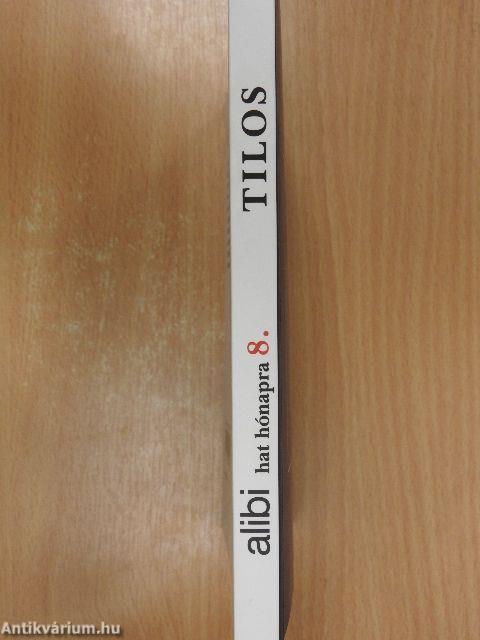 alibi hat hónapra 8. TILOS
Antikvárium.hu